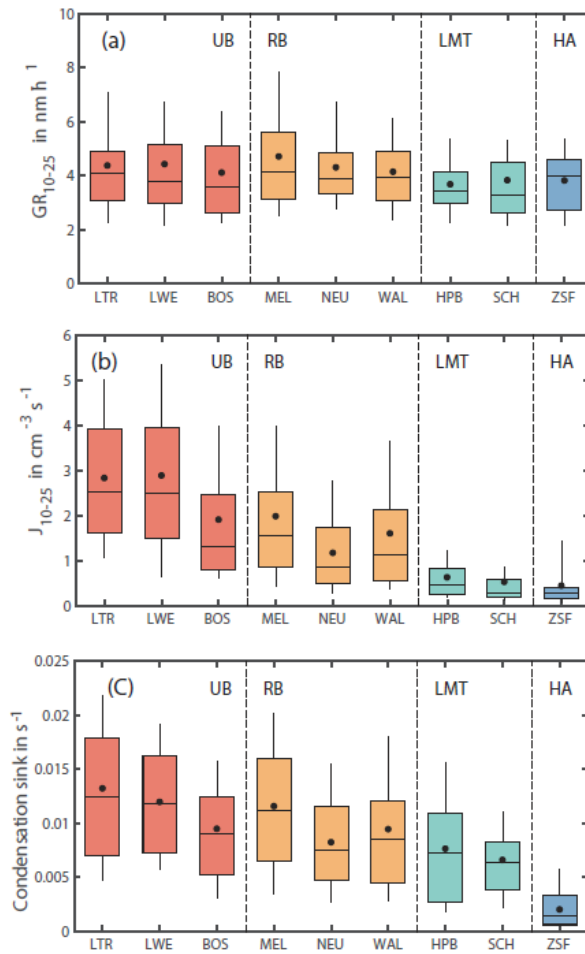 10
(a) UB RB LMT HA
8
6
4
2
0
GR10-25 in nm h-1
LTR LWE BOS MEL NEU WAL HPB SCH ZSF
6
(b) UB RB LMT HA
5
4
3
2
1
0
J10-25 in cm-3 s-1
LTR LWE BOS MEL NEU WAL HPB SCH ZSF
0.025
(C) UB RB LMT HA
0.02
0.015
0.01
0.005
0
Condensation sink in s-1
LTR LWE BOS MEL NEU WAL HPB SCH ZSF